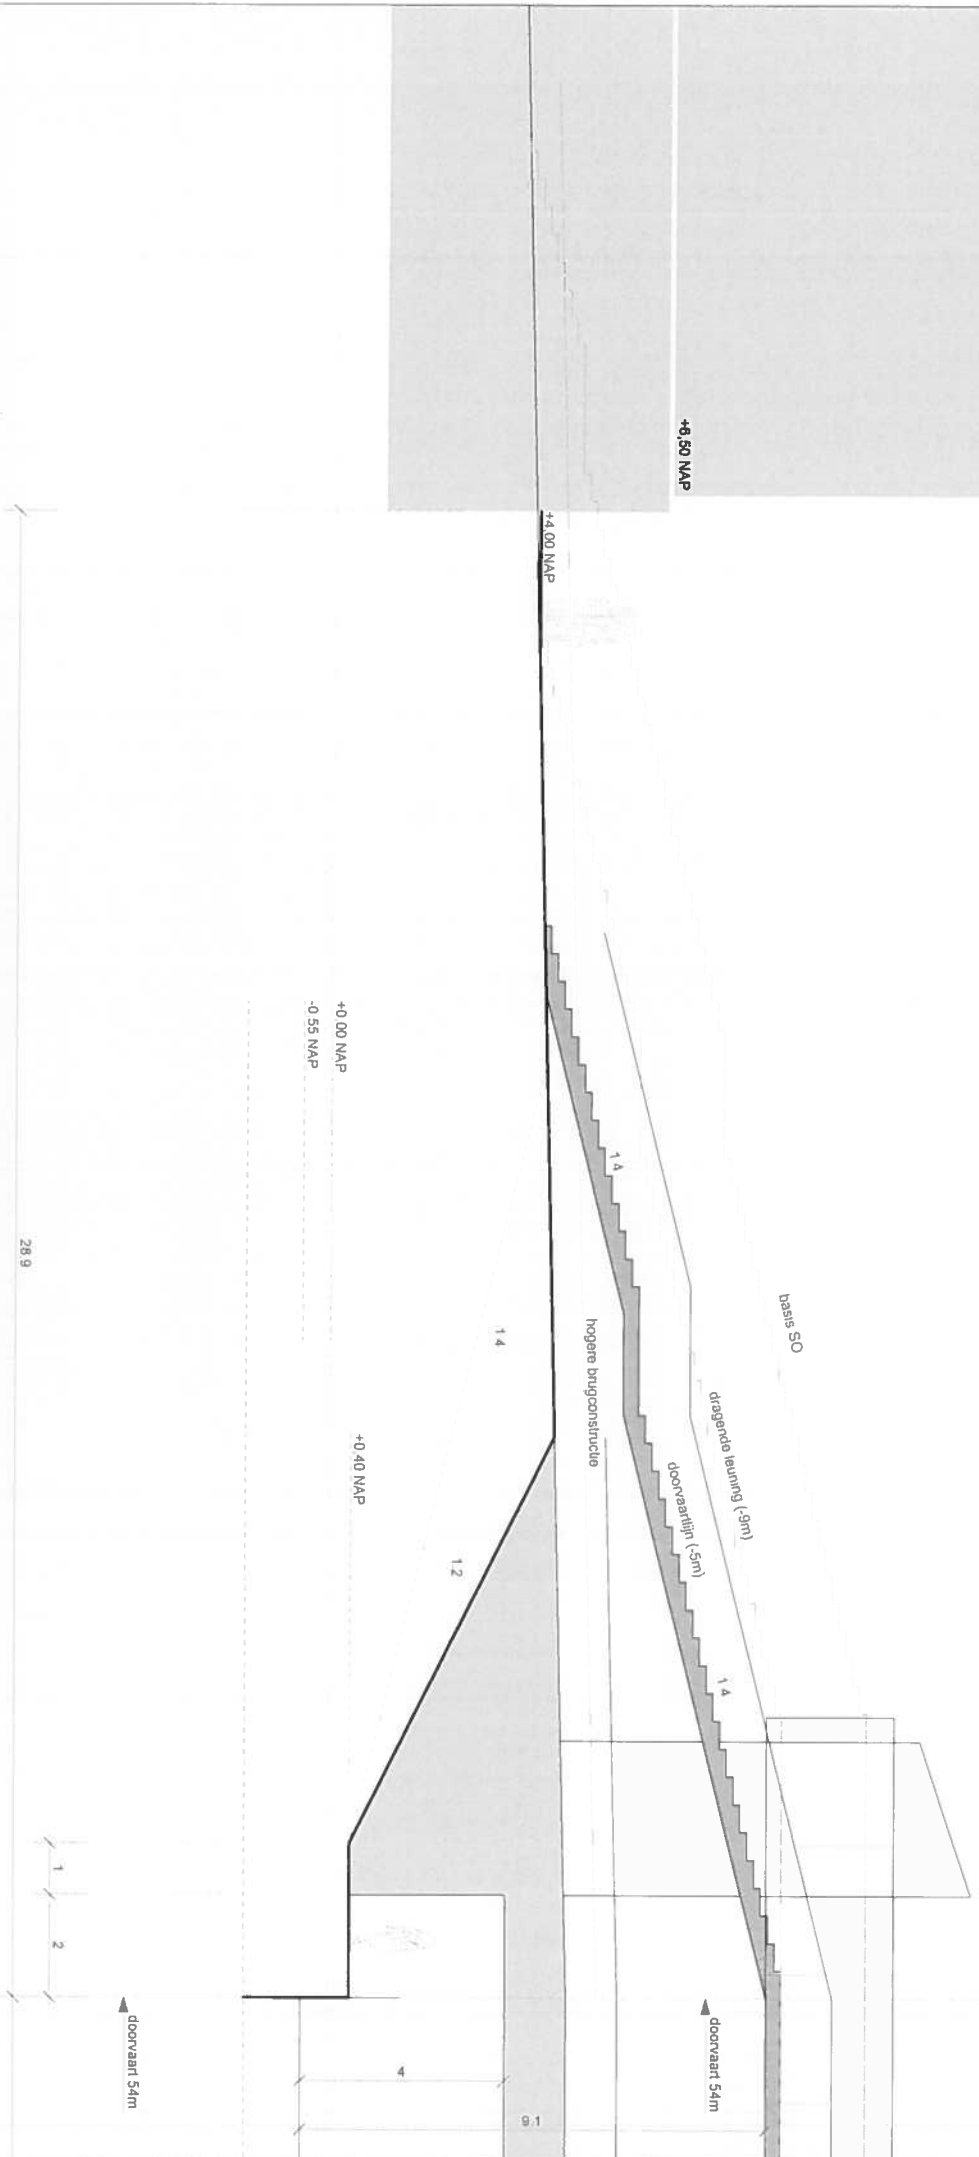 +6,50 NAP
+4,00 NAP
basis SO
dragende leuning (-9m)
doorvaartlijn (-5m)
1 4
1 4
hogere brugconstructie
1 4
1.2
+0.00 NAP
-0.55 NAP
+0,40 NAP
28.9
1
2
4
9.1
doorvaart 54m
doorvaart 54m